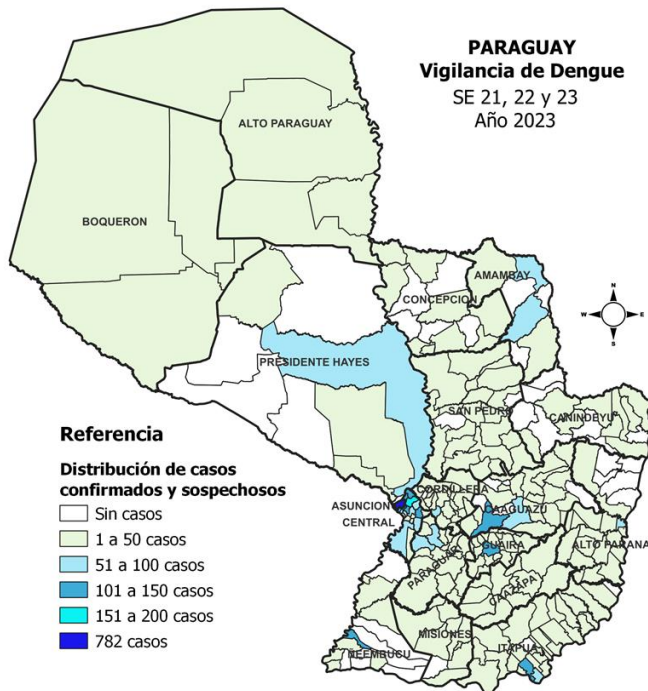 PARAGUAY
Vigilancia de Dengue
SE 21, 22 y 23
Año 2023
ALTO PARAGUAY
BOQUERON
AMAMBAY
CONCEPCION
N
W
E
S
PRESIDENTE HAYES
SAN PEDRO
CANINDEYU
Referencia
Distribución de casos
confirmados y sospechosos
Sin casos
1 a 50 casos
51 a 100 casos
101 a 150 casos
151 a 200 casos
782 casos
CORDILLERA
ASUNCION
CENTRAL
CAAGUAZU
GUAIRA
ALTO PARANA
PARAGUARI
CAAZAPA
MISIONES
ITAPUA
ÑEEMBUCU